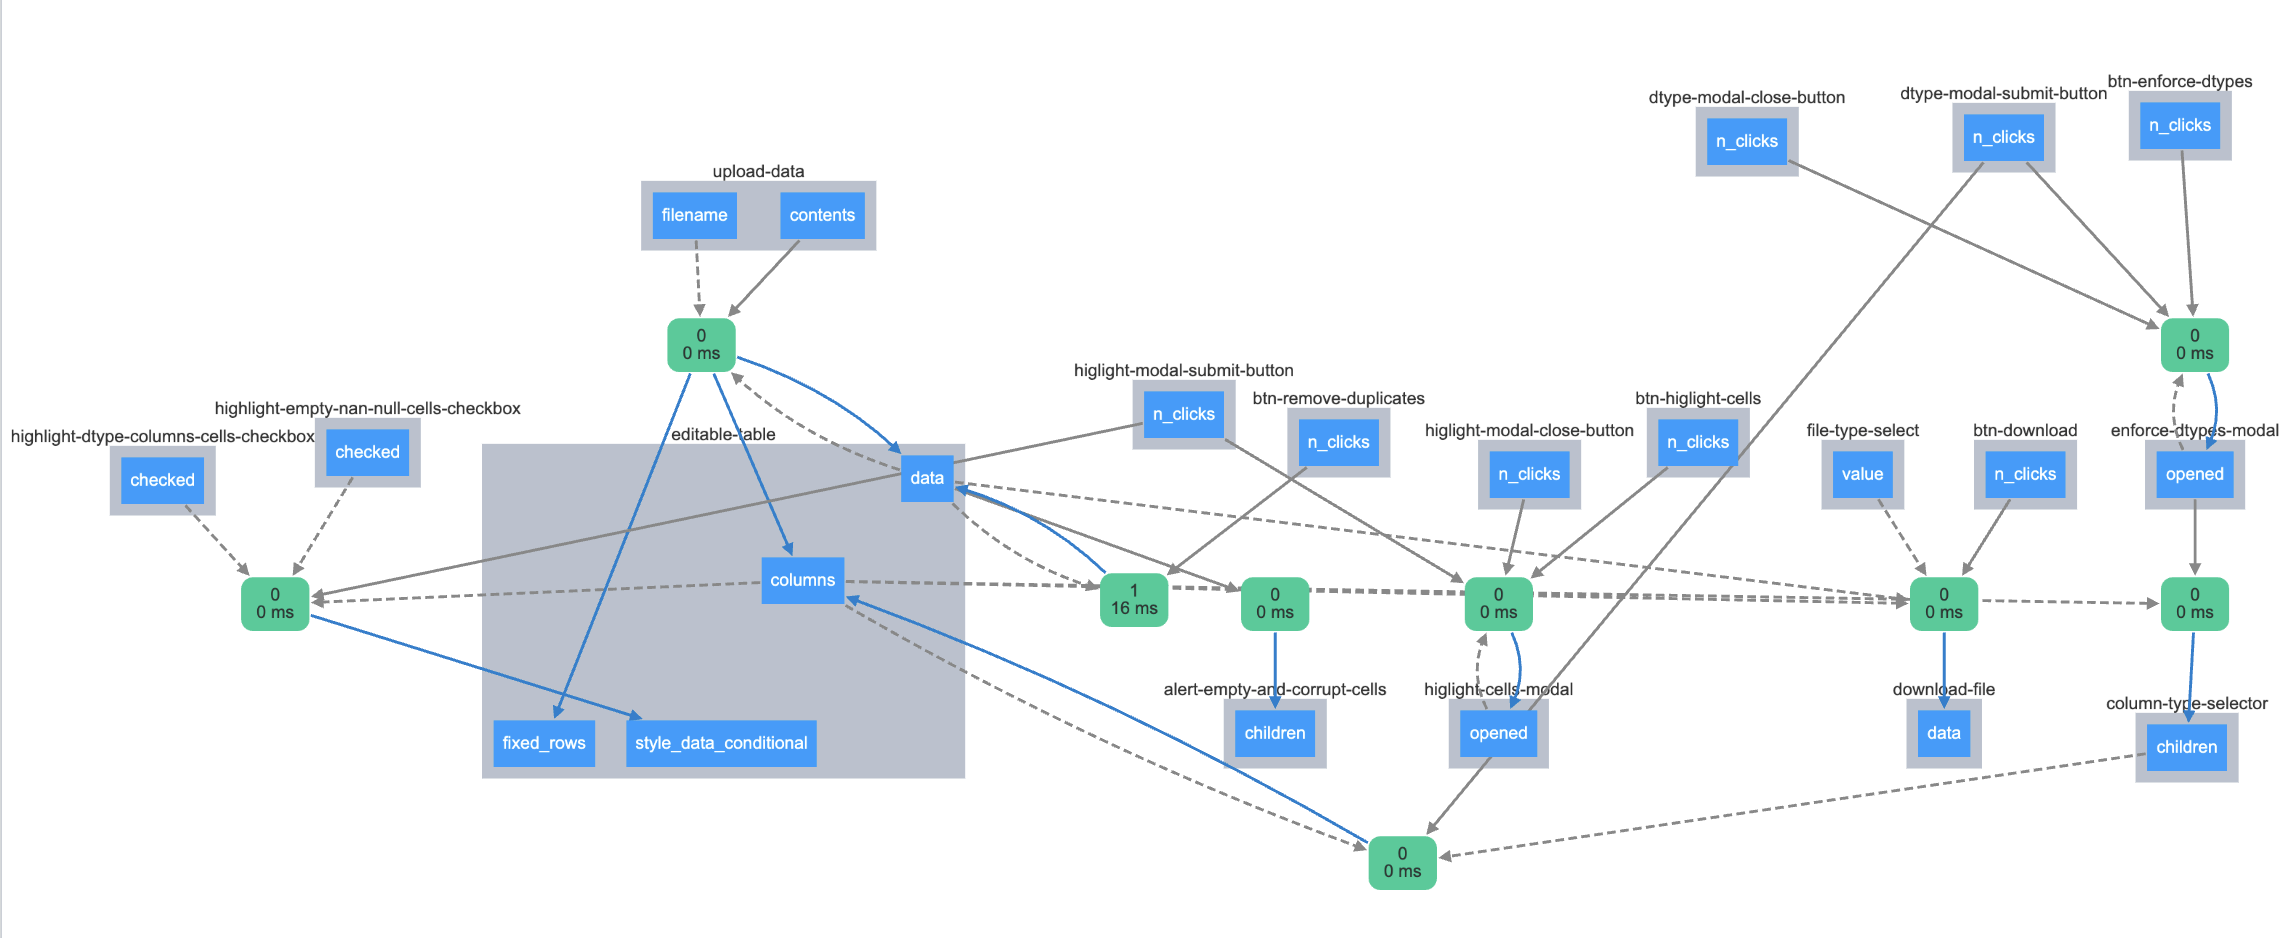 btn-enforce-dtypes
dtype-modal-close-button
dtype-modal-submit-button
n_clicks
n_clicks
n_clicks
upload-data
filename
contents
0
0 ms
0
0 ms
higlight-modal-submit-button
btn-remove-duplicates
btn-higlight-cells
n_clicks
highlight-empty-nan-null-cells-checkbox
highlight-dtype-columns-cells-checkbox
editable-table
higlight-modal-close-button
file-type-select
btn-download
enforce-dtypes-modal
checked
checked
data
n_clicks
n_clicks
n_clicks
value
n_clicks
opened
columns
0
0 ms
1
16 ms
0
0 ms
0
0 ms
0
0 ms
0
0 ms
alert-empty-and-corrupt-cells
higlight-cells-modal
download-file
column-type-selector
fixed_rows
style_data_conditional
children
opened
data
children
0
0 ms